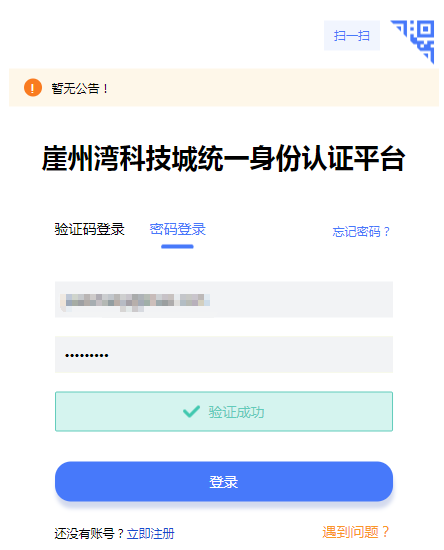 扫一扫
暂无公告！
崖州湾科技城统一身份认证平台
验证码登录 密码登录 忘记密码？
•••••••••
验证成功
登录
还没有账号？立即注册 遇到问题？